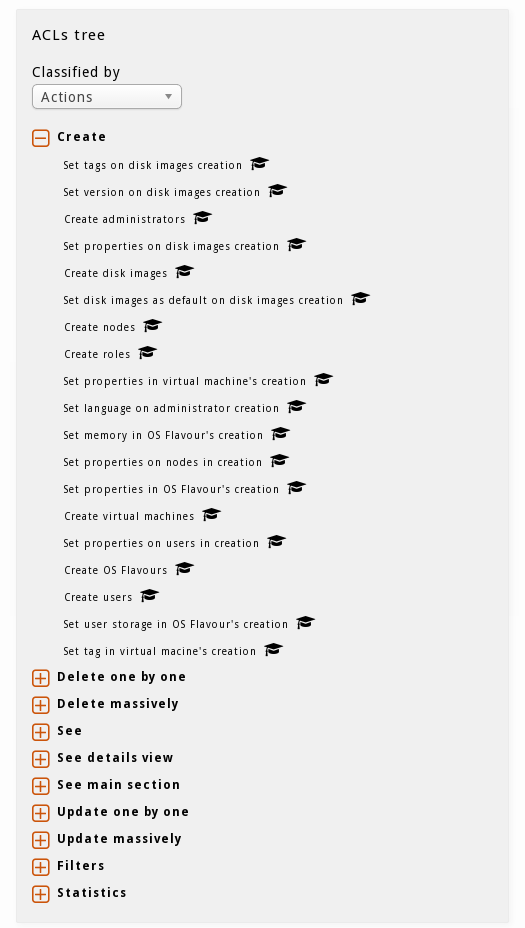 ACLs tree
Classified by
Actions
Create
Set tags on disk images creation
Set version on disk images creation
Create administrators
Set properties on disk images creation
Create disk images
Set disk images as default on disk images creation
Create nodes
Create roles
Set properties in virtual machine's creation
Set language on administrator creation
Set memory in OS Flavour's creation
Set properties on nodes in creation
Set properties in OS Flavour's creation
Create virtual machines
Set properties on users in creation
Create OS Flavours
Create users
Set user storage in OS Flavour's creation
Set tag in virtual macine's creation
Delete one by one
Delete massively
See
See details view
See main section
Update one by one
Update massively
Filters
Statistics